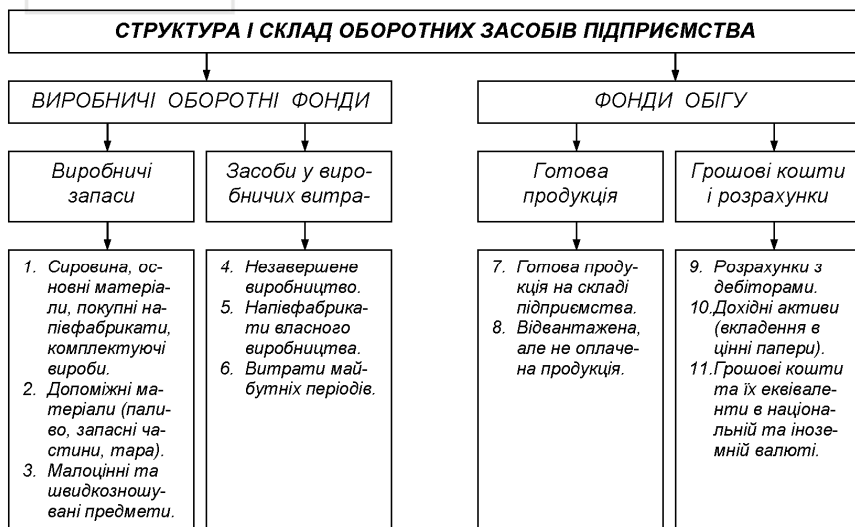 СТРУКТУРА І СКЛАД ОБОРОТНИХ ЗАСОБІВ ПІДПРИЄМСТВА
ВИРОБНИЧІ ОБОРОТНІ ФОНДИ
ФОНДИ ОБІГУ
Виробничі
запаси
Засоби у виро-
бничих витра-
Готова
продукція
Грошові кошти
і розрахунки
1. Сировина, ос-
новні матеріа-
ли, покупні на-
півфабрикати,
комплектуючі
вироби.
2. Допоміжні ма-
теріали (пали-
во, запасні ча-
стини, тара).
3. Малоцінні та
швидкозношу-
вані предмети.
4. Незавершене
виробництво.
5. Напівфабрика-
ти власного
виробництва.
6. Витрати май-
бутніх періодів.
7. Готова проду-
кція на складі
підприємства.
8. Відвантажена,
але не оплаче-
на продукція.
9. Розрахунки з
дебіторами.
10.Дохідні активи
(вкладення в
цінні папери).
11.Грошові кошти
та їх еквівале-
нти в націона-
льній та інозе-
мній валюті.